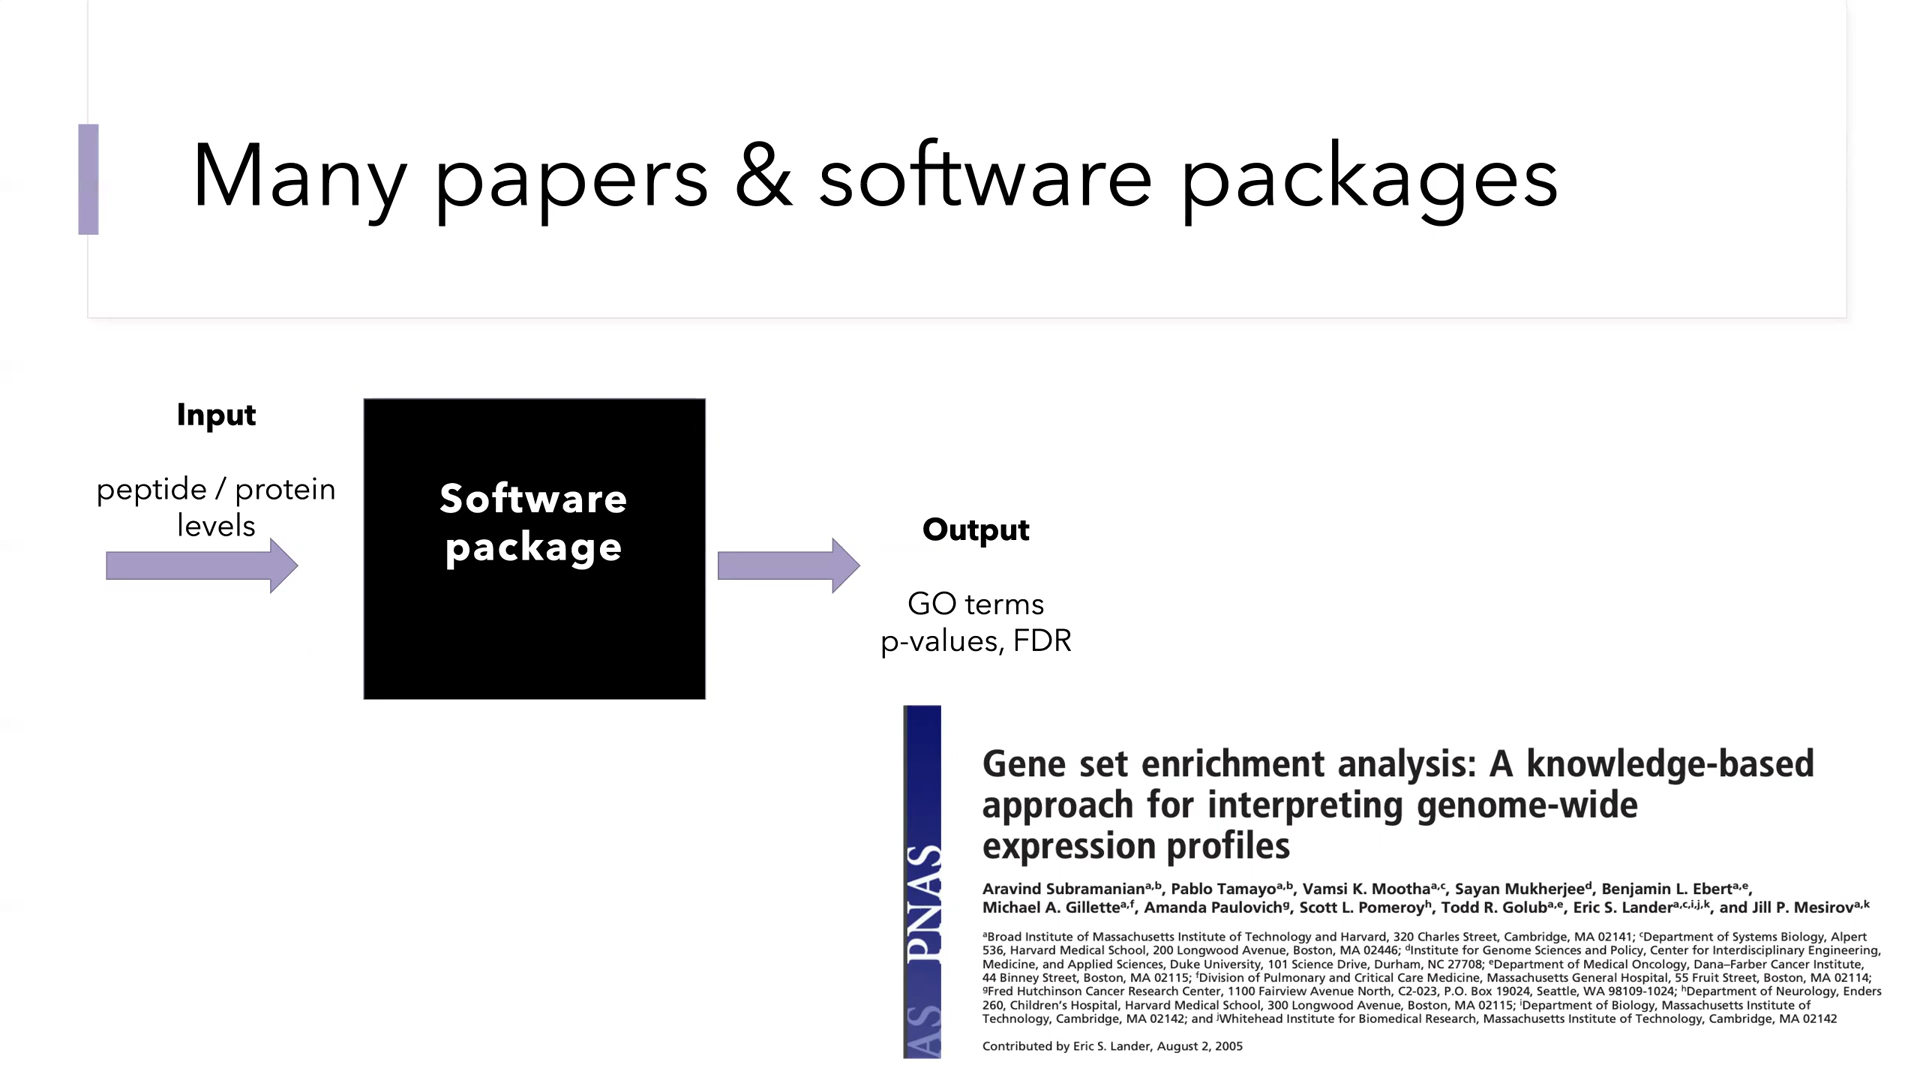 Many papers & software packages
Input
peptide / protein
levels
Software
package
Output
GO terms
p-values, FDR
AS PNAS
Gene set enrichment analysis: A knowledge-based
approach for interpreting genome-wide
expression profiles
Aravind Subramanianᵃ,ᵇ, Pablo Tamayoᵃ,ᵇ, Vamsi K. Moothaᵃ,ᶜ, Sayan Mukherjeeᵈ, Benjamin L. Ebertᵃ,ᵉ,
Michael A. Gilletteᵃ,ᶠ, Amanda Paulovichᵍ, Scott L. Pomeroyʰ, Todd R. Golubᵃ,ᵉ, Eric S. Landerᵃ,ᶜ,ⁱ,ʲ,ᵏ, and Jill P. Mesirovᵃ,ᵏ
ᵃBroad Institute of Massachusetts Institute of Technology and Harvard, 320 Charles Street, Cambridge, MA 02141; ᶜDepartment of Systems Biology, Alpert
536, Harvard Medical School, 200 Longwood Avenue, Boston, MA 02446; ᵈInstitute for Genome Sciences and Policy, Center for Interdisciplinary Engineering,
Medicine, and Applied Sciences, Duke University, 101 Science Drive, Durham, NC 27708; ᵉDepartment of Medical Oncology, Dana–Farber Cancer Institute,
44 Binney Street, Boston, MA 02115; ᶠDivision of Pulmonary and Critical Care Medicine, Massachusetts General Hospital, 55 Fruit Street, Boston, MA 02114;
ᵍFred Hutchinson Cancer Research Center, 1100 Fairview Avenue North, C2-023, P.O. Box 19024, Seattle, WA 98109-1024; ʰDepartment of Neurology, Enders
260, Children’s Hospital, Harvard Medical School, 300 Longwood Avenue, Boston, MA 02115; ⁱDepartment of Biology, Massachusetts Institute of
Technology, Cambridge, MA 02142; and ʲWhitehead Institute for Biomedical Research, Massachusetts Institute of Technology, Cambridge, MA 02142
Contributed by Eric S. Lander, August 2, 2005